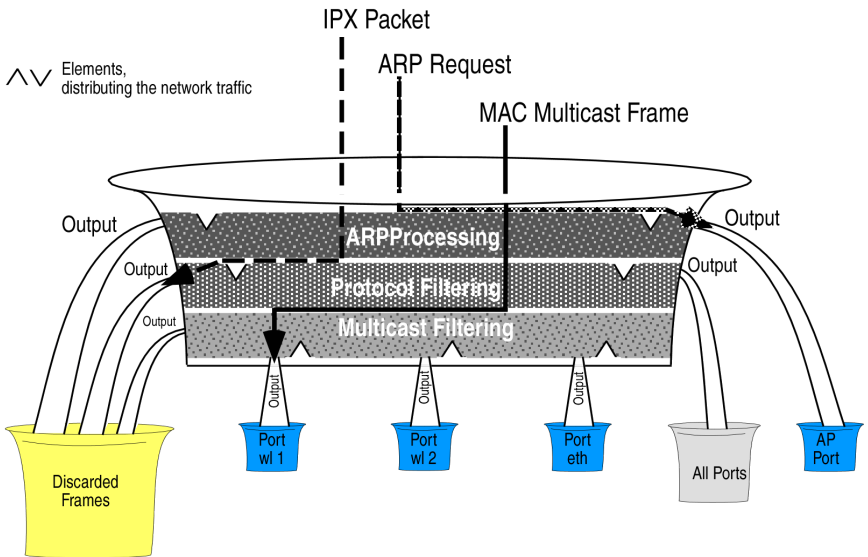 IPX Packet
ARP Request
MAC Multicast Frame
Elements,
distributing the network traffic
Output
Output
ARPProcessing
Output
Output
Protocol Filtering
Output
Multicast Filtering
Output
Output
Output
Port
wl 1
Port
wl 2
Port
eth
AP
Port
All Ports
Discarded
Frames